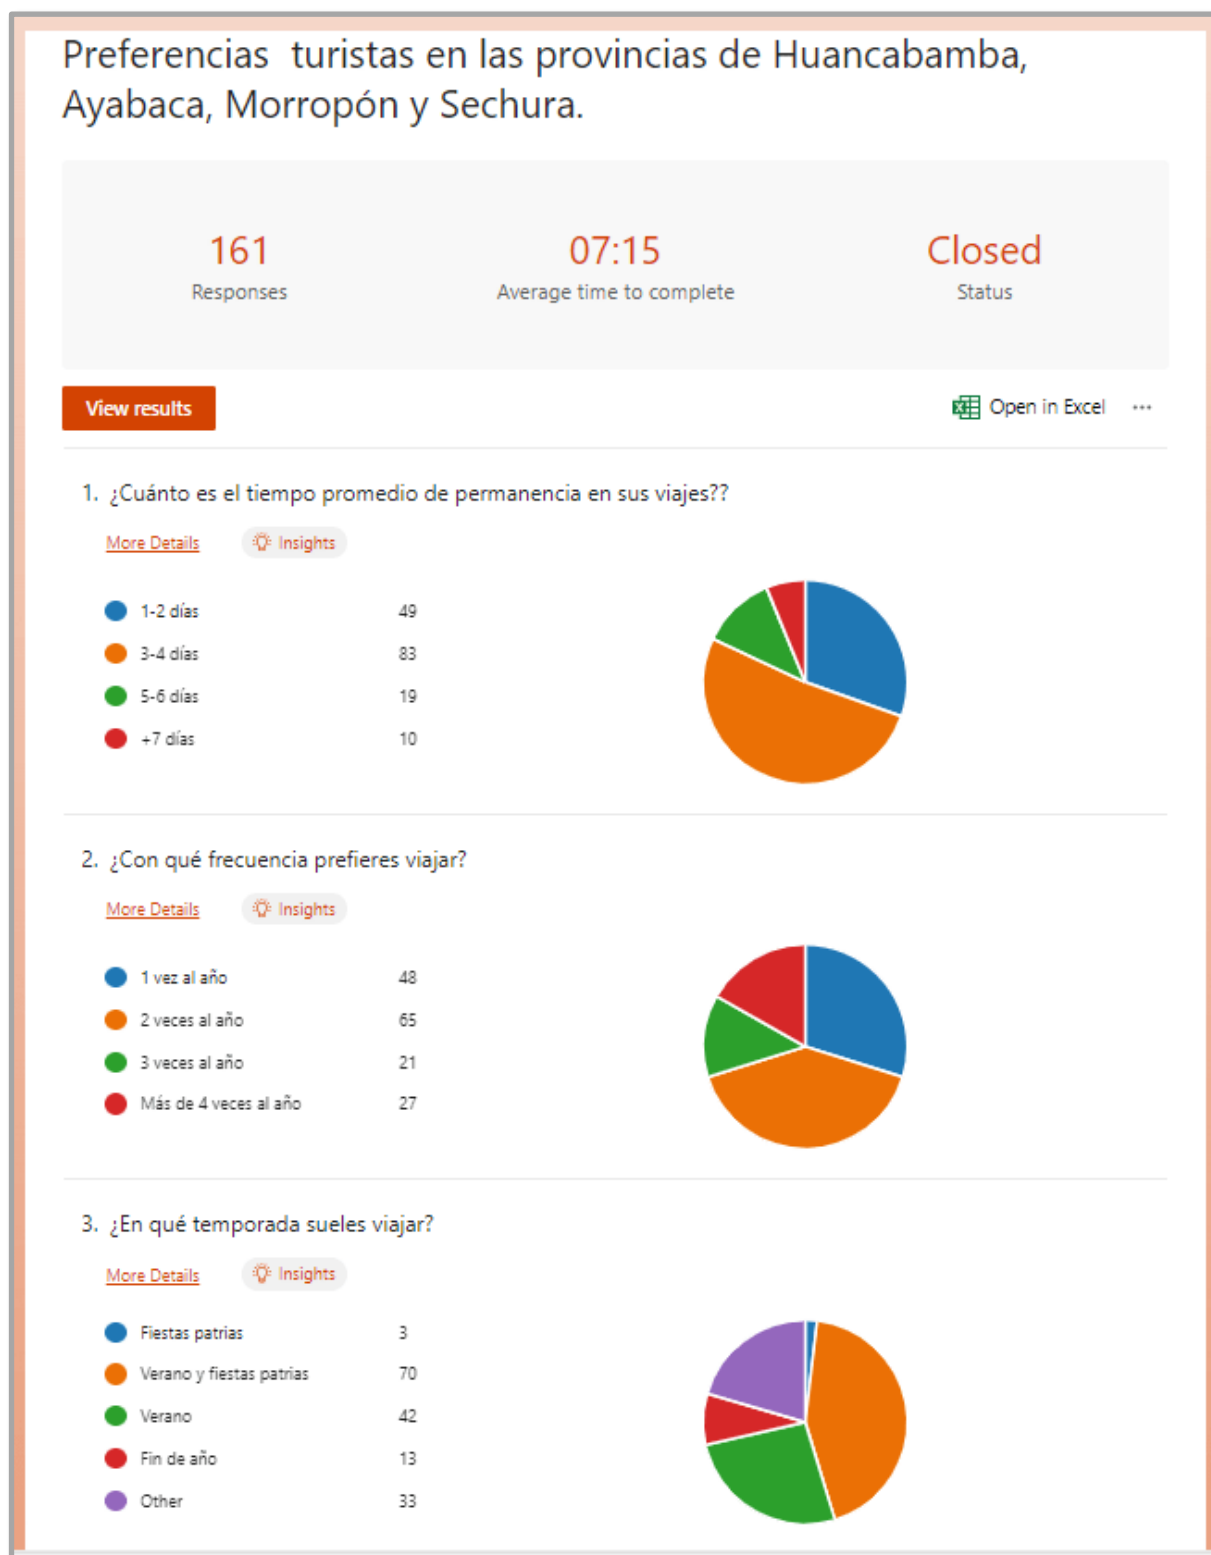 Preferencias  turistas en las provincias de Huancabamba,
Ayabaca, Morropón y Sechura.
161
Responses
07:15
Average time to complete
Closed
Status
View results
Open in Excel
...
1. ¿Cuánto es el tiempo promedio de permanencia en sus viajes??
More Details
Insights
1-2 días 49
3-4 días 83
5-6 días 19
+7 días 10
2. ¿Con qué frecuencia prefieres viajar?
More Details
Insights
1 vez al año 48
2 veces al año 65
3 veces al año 21
Más de 4 veces al año 27
3. ¿En qué temporada sueles viajar?
More Details
Insights
Fiestas patrias 3
Verano y fiestas patrias 70
Verano 42
Fin de año 13
Other 33